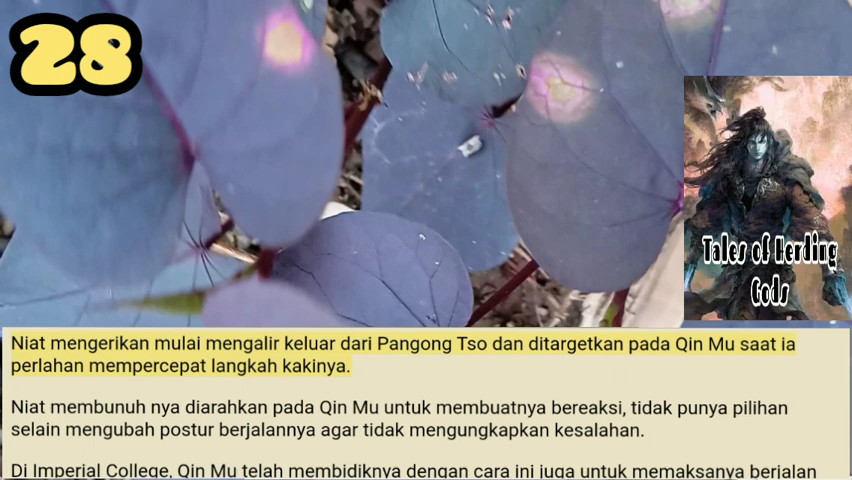 28
Tales of Herding
Gods
Niat mengerikan mulai mengalir keluar dari Pangong Tso dan ditargetkan pada Qin Mu saat ia
perlahan mempercepat langkah kakinya.
Niat membunuh nya diarahkan pada Qin Mu untuk membuatnya bereaksi, tidak punya pilihan
selain mengubah postur berjalannya agar tidak mengungkapkan kesalahan.
Di Imperial College, Qin Mu telah membidiknya dengan cara ini juga untuk memaksanya berjalan